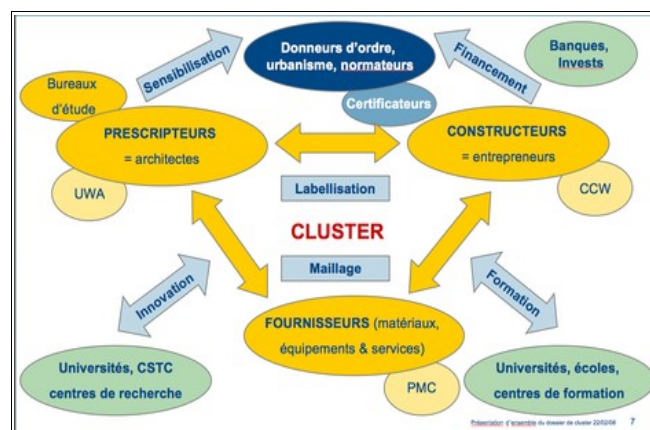 Donneurs d'ordre,
urbanisme, normateurs
Certificateurs
Sensibilisation
Financement
Banques,
Invests
Bureaux
d'étude
PRESCRIPTEURS
= architectes
UWA
CONSTRUCTEURS
= entrepreneurs
CCW
Labellisation
CLUSTER
Maillage
Innovation
Formation
FOURNISSEURS (matériaux,
équipements & services)
PMC
Universités, CSTC
centres de recherche
Universités, écoles,
centres de formation
Présentation d'ensemble du dossier de cluster 22/02/06 7